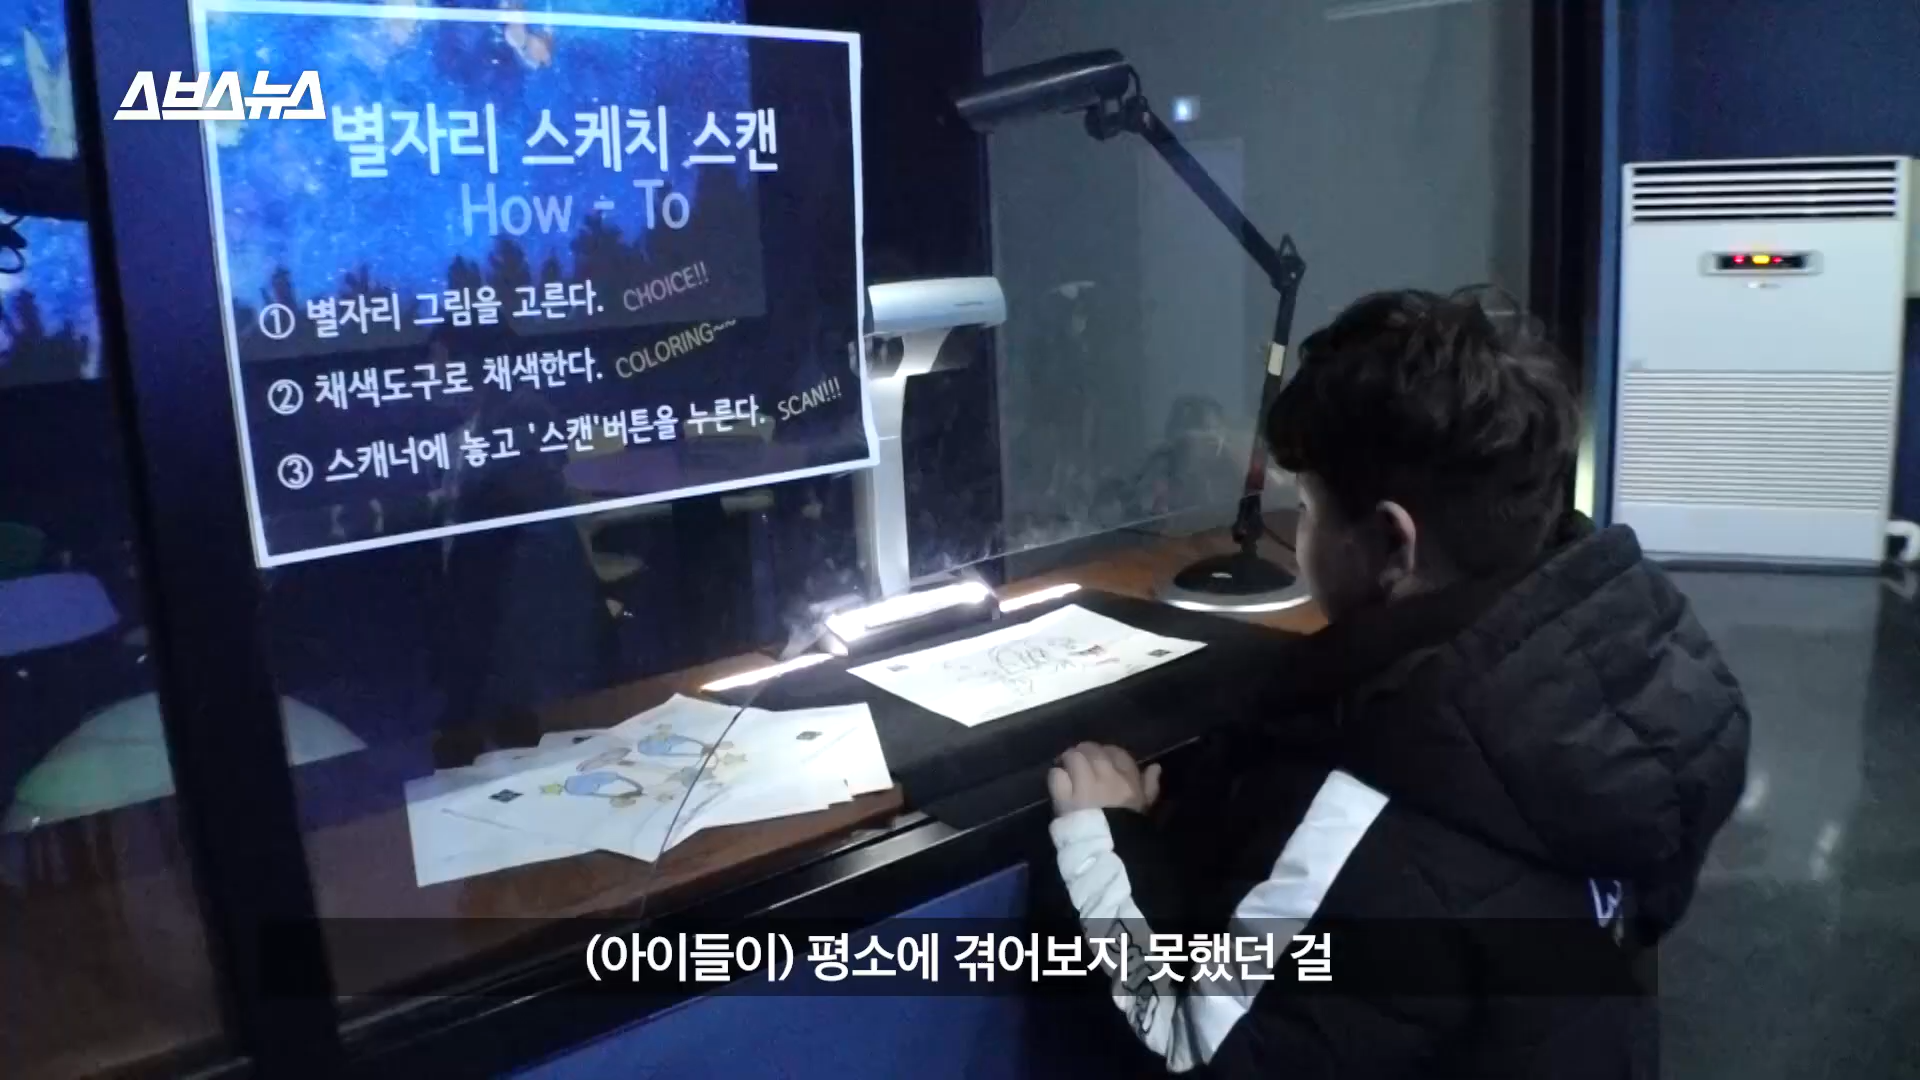 스브스뉴스
별자리 스케치 스캔
How - To
① 별자리 그림을 고른다. CHOICE!!
② 채색도구로 채색한다. COLORING~~
③ 스캐너에 놓고 '스캔'버튼을 누른다. SCAN!!!
(아이들이) 평소에 겪어보지 못했던 걸